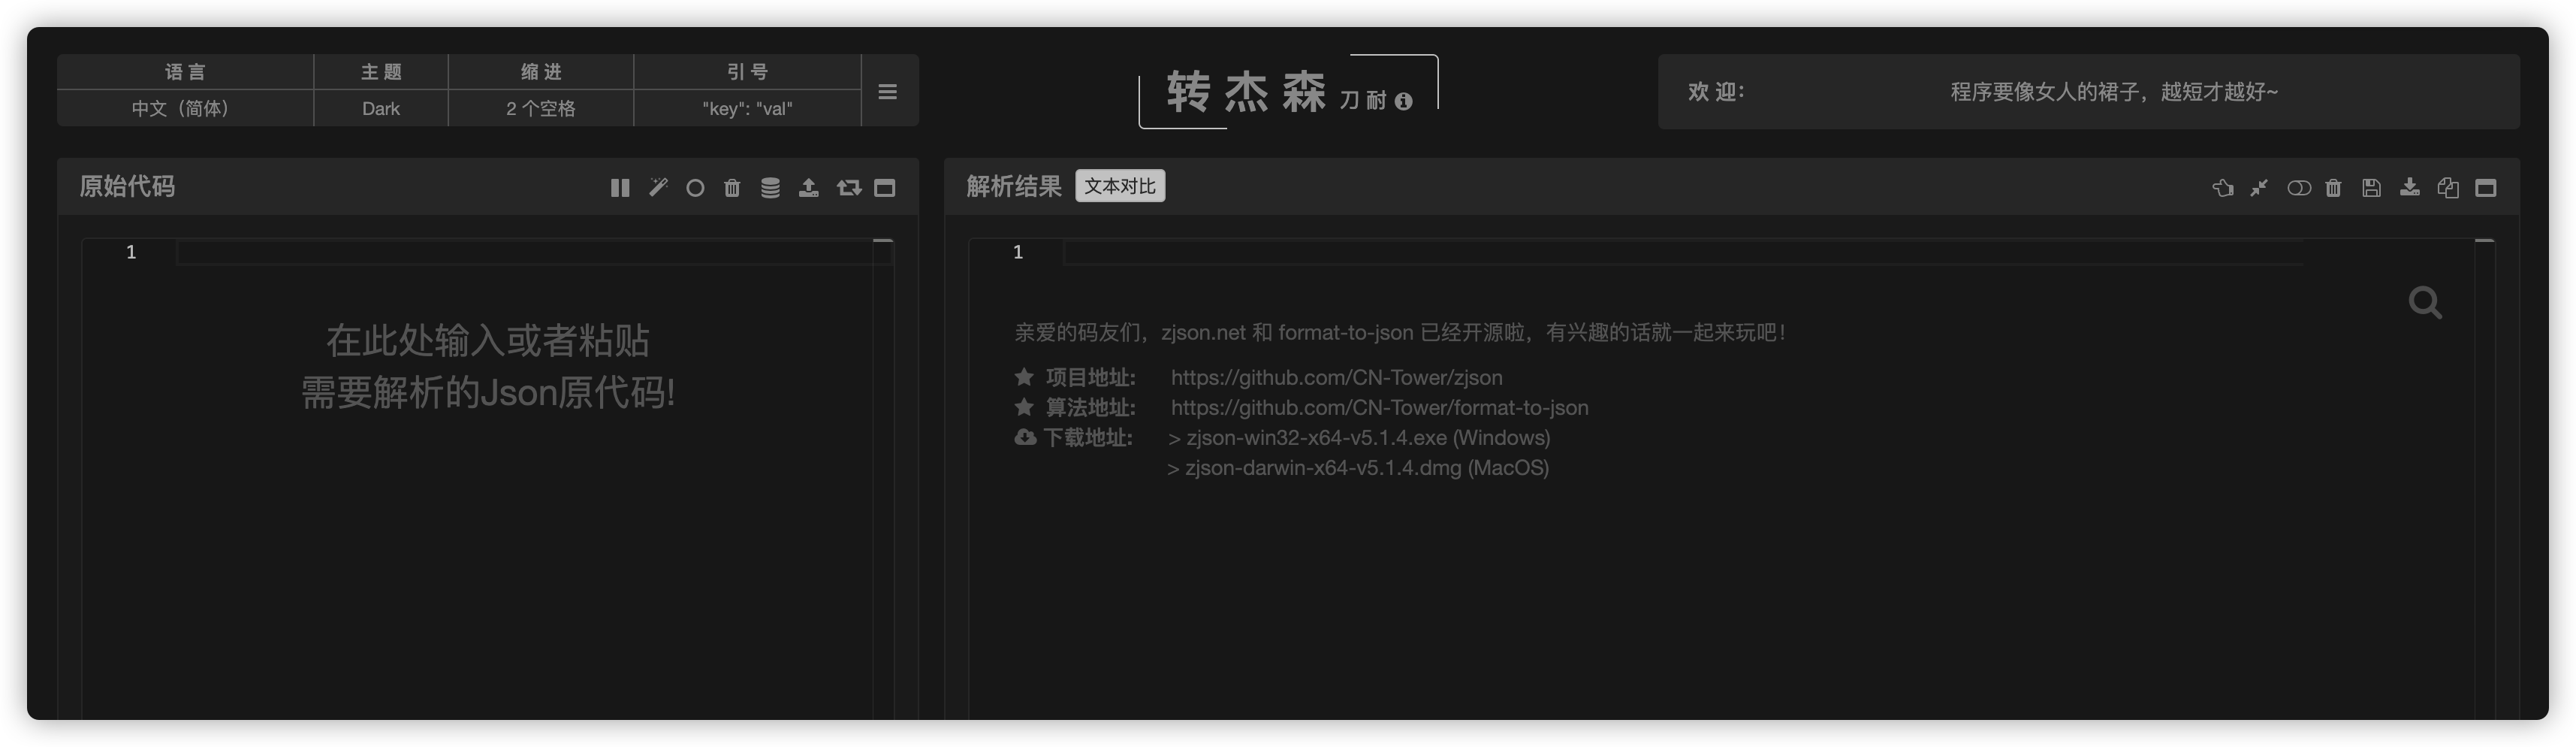 语言 主题 缩进 引号
中文（简体） Dark 2 个空格 "key": "val"
转杰森 刀耐
欢迎： 程序要像女人的裙子，越短才越好~
原始代码
解析结果 文本对比
1
在此处输入或者粘贴
需要解析的Json原代码!
1
亲爱的码友们，zjson.net 和 format-to-json 已经开源啦，有兴趣的话就一起来玩吧！
项目地址: https://github.com/CN-Tower/zjson
算法地址: https://github.com/CN-Tower/format-to-json
下载地址: > zjson-win32-x64-v5.1.4.exe (Windows)
> zjson-darwin-x64-v5.1.4.dmg (MacOS)